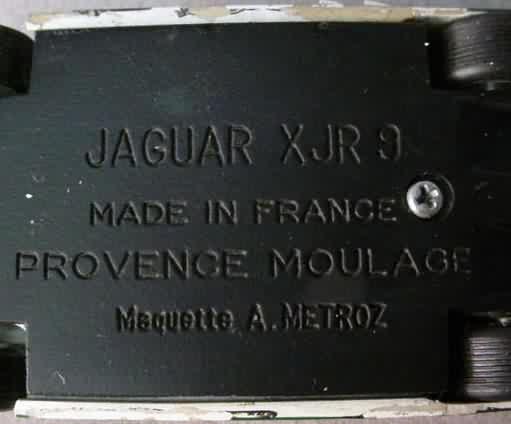 JAGUAR XJR 9
MADE IN FRANCE
PROVENCE MOULAGE
Maquette A. METROZ